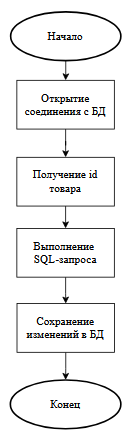 Начало
Открытие
соединения с БД
Получение id
товара
Выполнение
SQL-запроса
Сохранение
изменений в БД
Конец